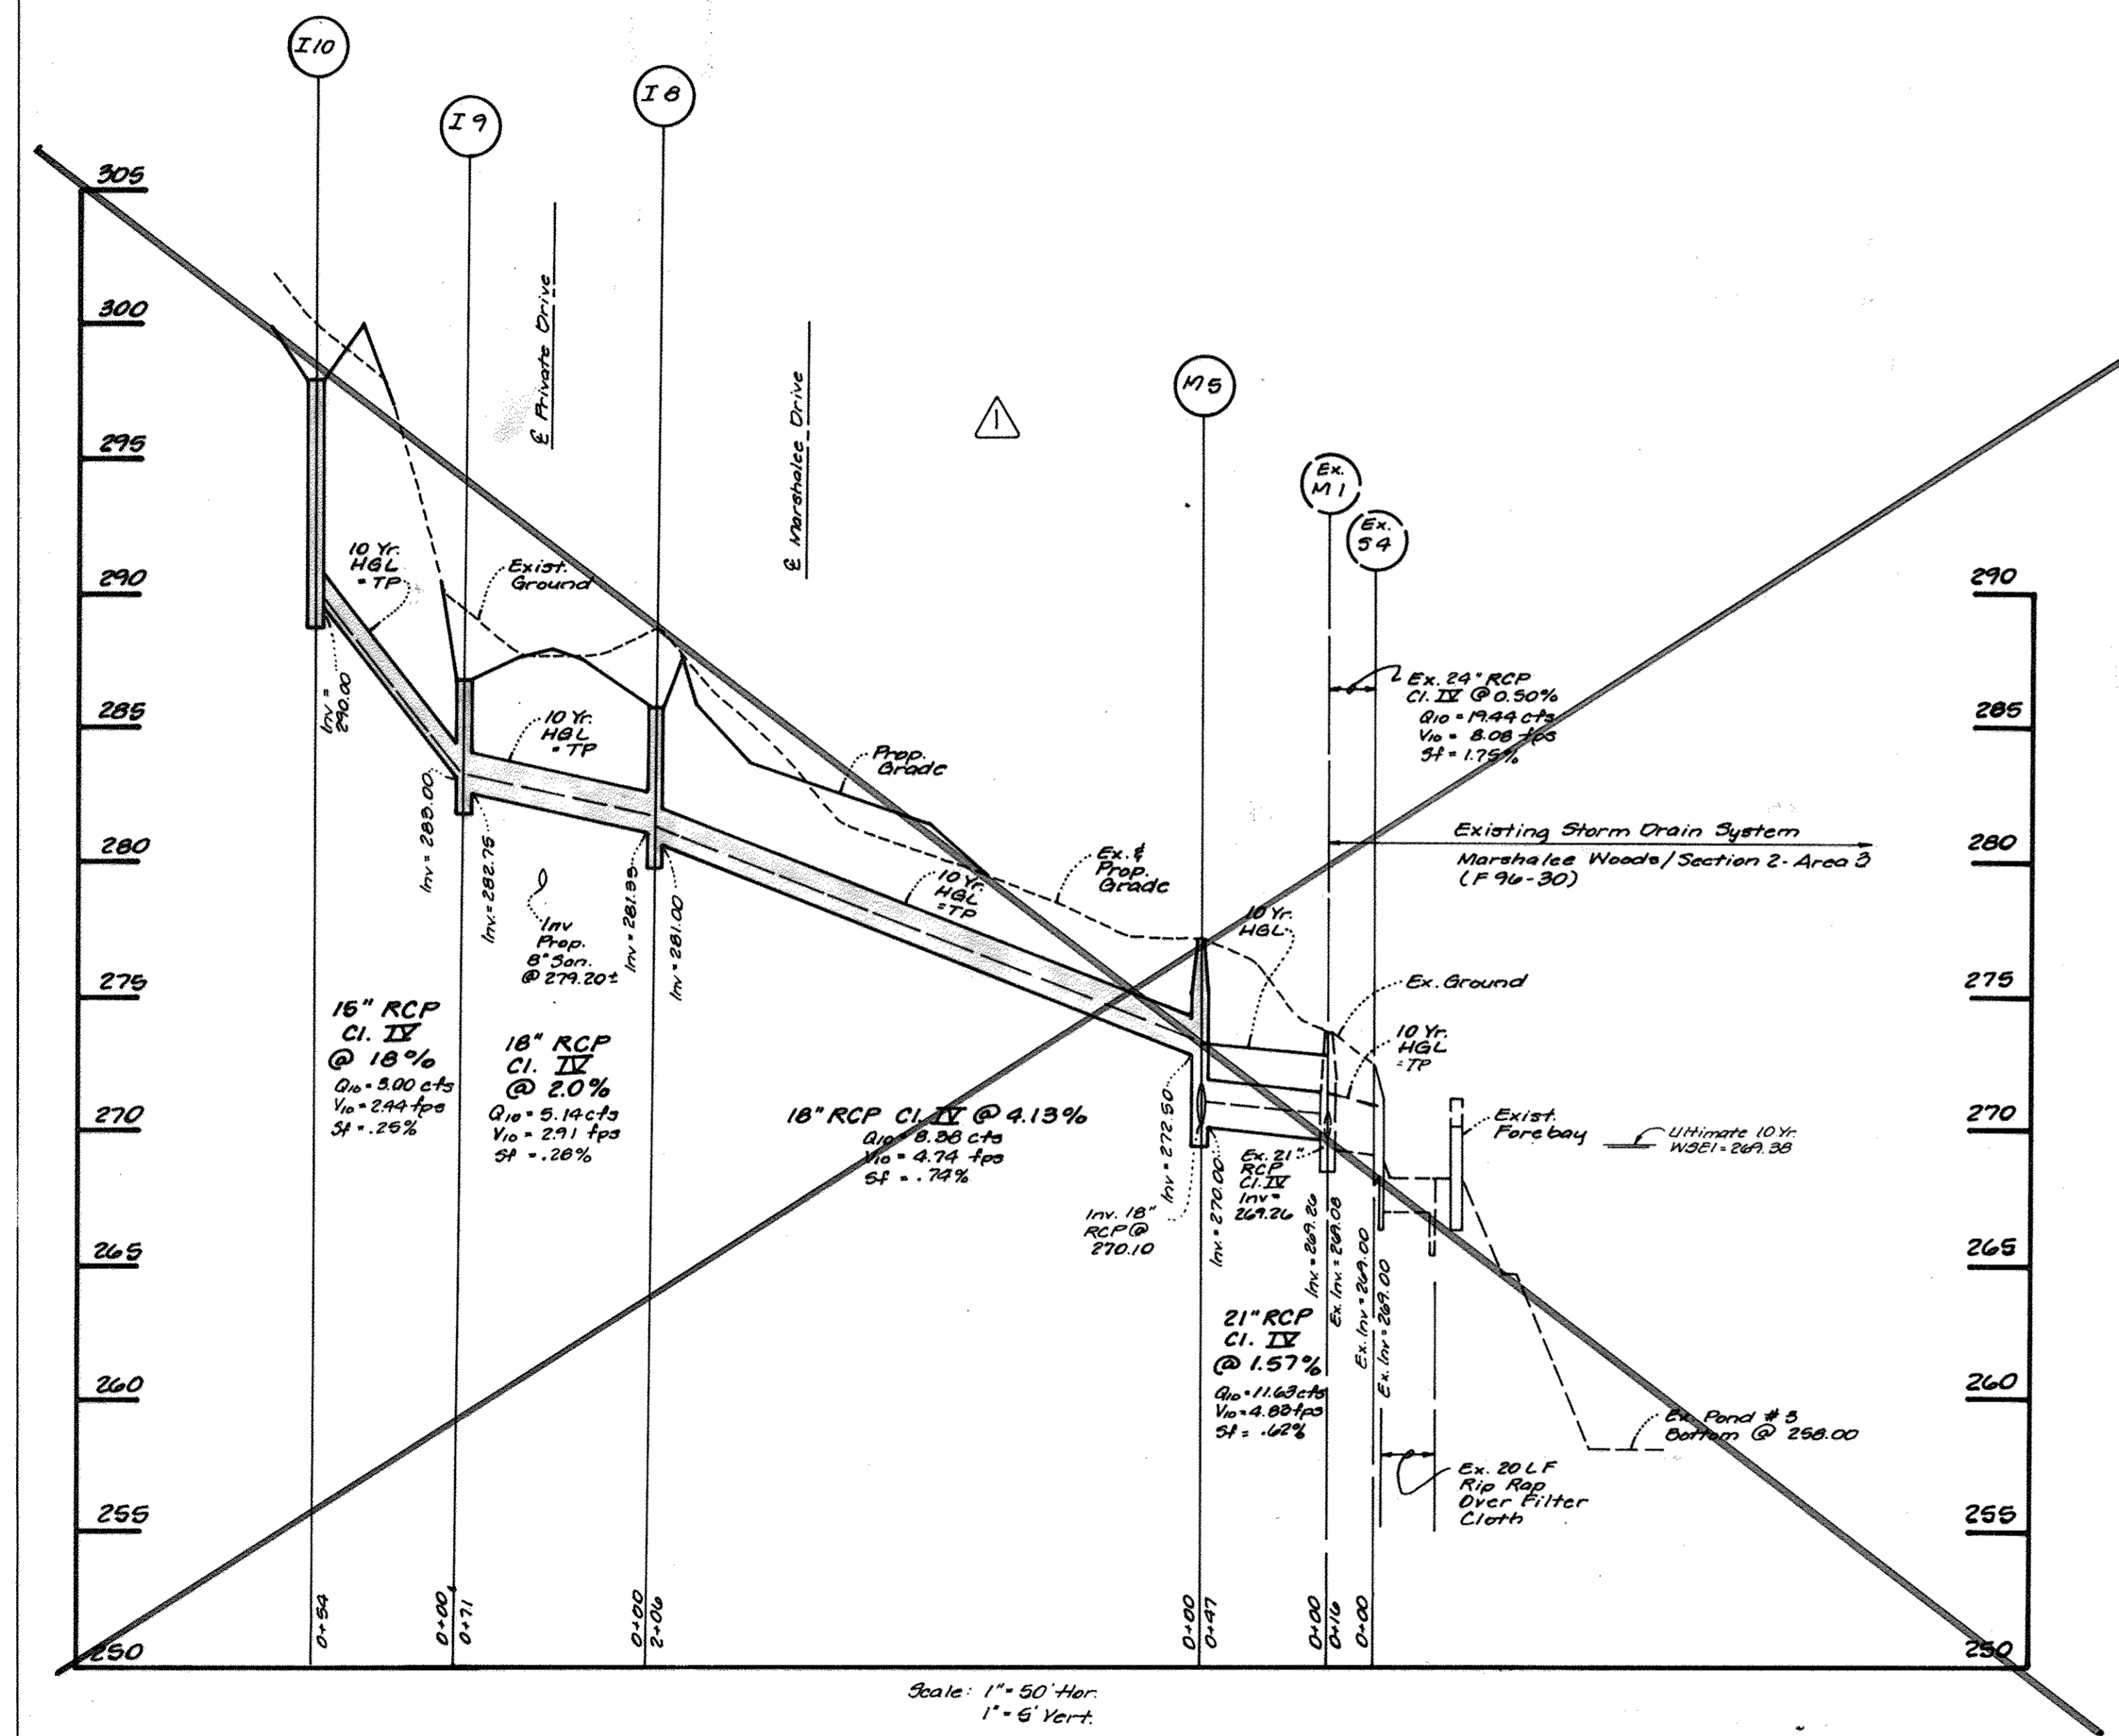 I10
I9
I8
M5
Ex.
M1
Ex.
S4
1
305
300
295
290
285
280
275
270
265
260
255
250
290
285
280
275
270
265
260
255
250
℄ Private Drive
℄ Marshalee Drive
10 Yr.
HGL
= TP
Exist.
Ground
Inv =
290.00
10 Yr.
HGL
= TP
Prop.
Grade
Inv = 283.00
Inv. = 282.75
Inv
Prop.
8" San.
@ 279.20±
Inv = 281.33
Inv = 281.00
10 Yr.
HGL
= TP
Ex. &
Prop.
Grade
10 Yr.
HGL
Ex. 24" RCP
Cl. IV @ 0.50%
Q10 = 19.44 cfs
V10 = 8.08 fps
Sf = 1.75%
Existing Storm Drain System
Marshalee Woods/Section 2- Area 3
(F 96-30)
Ex. Ground
10 Yr.
HGL
= TP
Exist.
Forebay
Ultimate 10 Yr.
WSEl = 269.38
15" RCP
Cl. IV
@ 18%
Q10 = 3.00 cfs
V10 = 2.44 fps
Sf = .25%
18" RCP
Cl. IV
@ 2.0%
Q10 = 5.14 cfs
V10 = 2.91 fps
Sf = .28%
18" RCP Cl. IV @ 4.13%
Q10 = 8.38 cfs
V10 = 4.74 fps
Sf = .74%
Inv = 272.50
Inv. 18"
RCP @
270.10
Inv. = 270.00
Ex. 21"
RCP
Cl. IV
Inv =
269.26
Inv. = 269.26
Ex. Inv. = 269.08
Ex. Inv = 269.00
Ex. Inv = 269.00
21" RCP
Cl. IV
@ 1.57%
Q10 = 11.63 cfs
V10 = 4.83 fps
Sf = .62%
Ex. Pond # 3
Bottom @ 258.00
Ex. 20 LF
Rip Rap
Over Filter
Cloth
0+54
0+00
0+71
0+00
2+06
0+00
0+47
0+00
0+16
0+00
Scale: 1" = 50' Hor.
1" = 5' Vert.